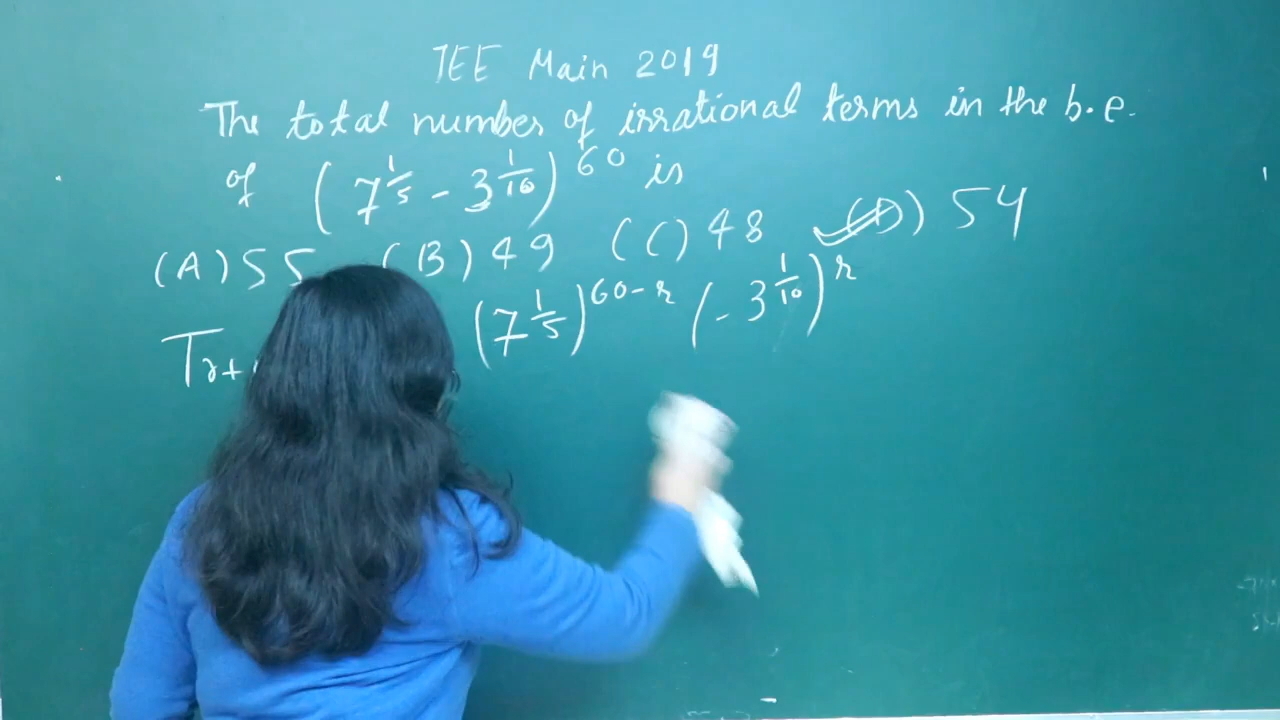 JEE Main 2019
The total number of irrational terms in the b.e.
of (7^{1/5} - 3^{1/10})^{60} is
(A) 55 (B) 49 (C) 48 (D) 54
T_{r+ (7^{1/5})^{60-r} (-3^{1/10})^r